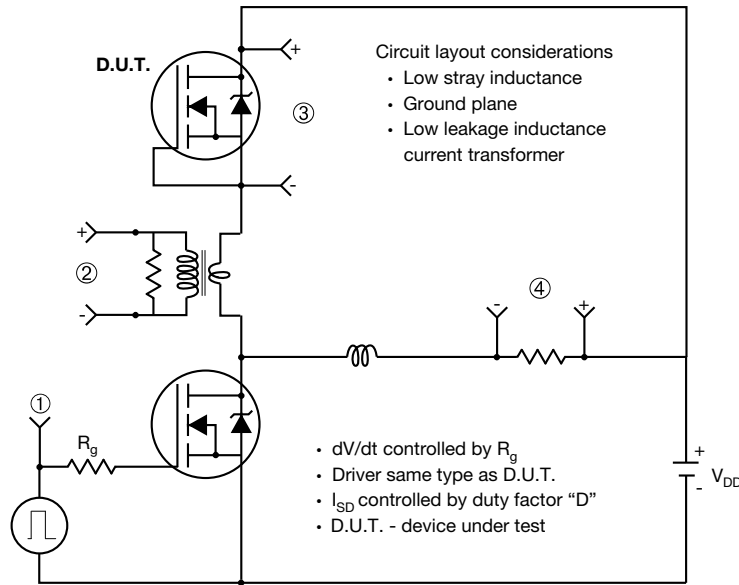 D.U.T.
+
-
③
Circuit layout considerations
• Low stray inductance
• Ground plane
• Low leakage inductance
current transformer
+
②
-
-
④
+
①
R_g
• dV/dt controlled by R_g
• Driver same type as D.U.T.
• I_SD controlled by duty factor “D”
• D.U.T. - device under test
+
-
V_DD